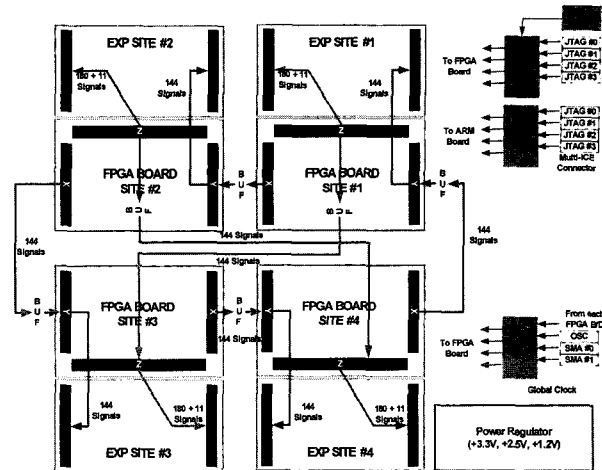 EXP SITE #2
EXP SITE #1
180 + 11
Signals
144
Signals
180 + 11
Signals
144
Signals
Z
Z
FPGA BOARD
SITE #2
FPGA BOARD
SITE #1
X
Y
X
Y
B
U
F
B
U
F
B
U
F
B
U
F
144 Signals
144 Signals
144
Signals
144
Signals
B
U
F
B
U
F
FPGA BOARD
SITE #3
FPGA BOARD
SITE #4
Y
X
Y
X
144 Signals
Z
Z
144
Signals
180 + 11
Signals
144
Signals
180 + 11
Signals
EXP SITE #3
EXP SITE #4
To FPGA
Board
JTAG #0
JTAG #1
JTAG #2
JTAG #3
To ARM
Board
JTAG #0
JTAG #1
JTAG #2
JTAG #3
Multi-ICE
Connector
To FPGA
Board
From each
FPGA B/D
OSC
SMA #0
SMA #1
Global Clock
Power Regulator
(+3.3V, +2.5V, +1.2V)